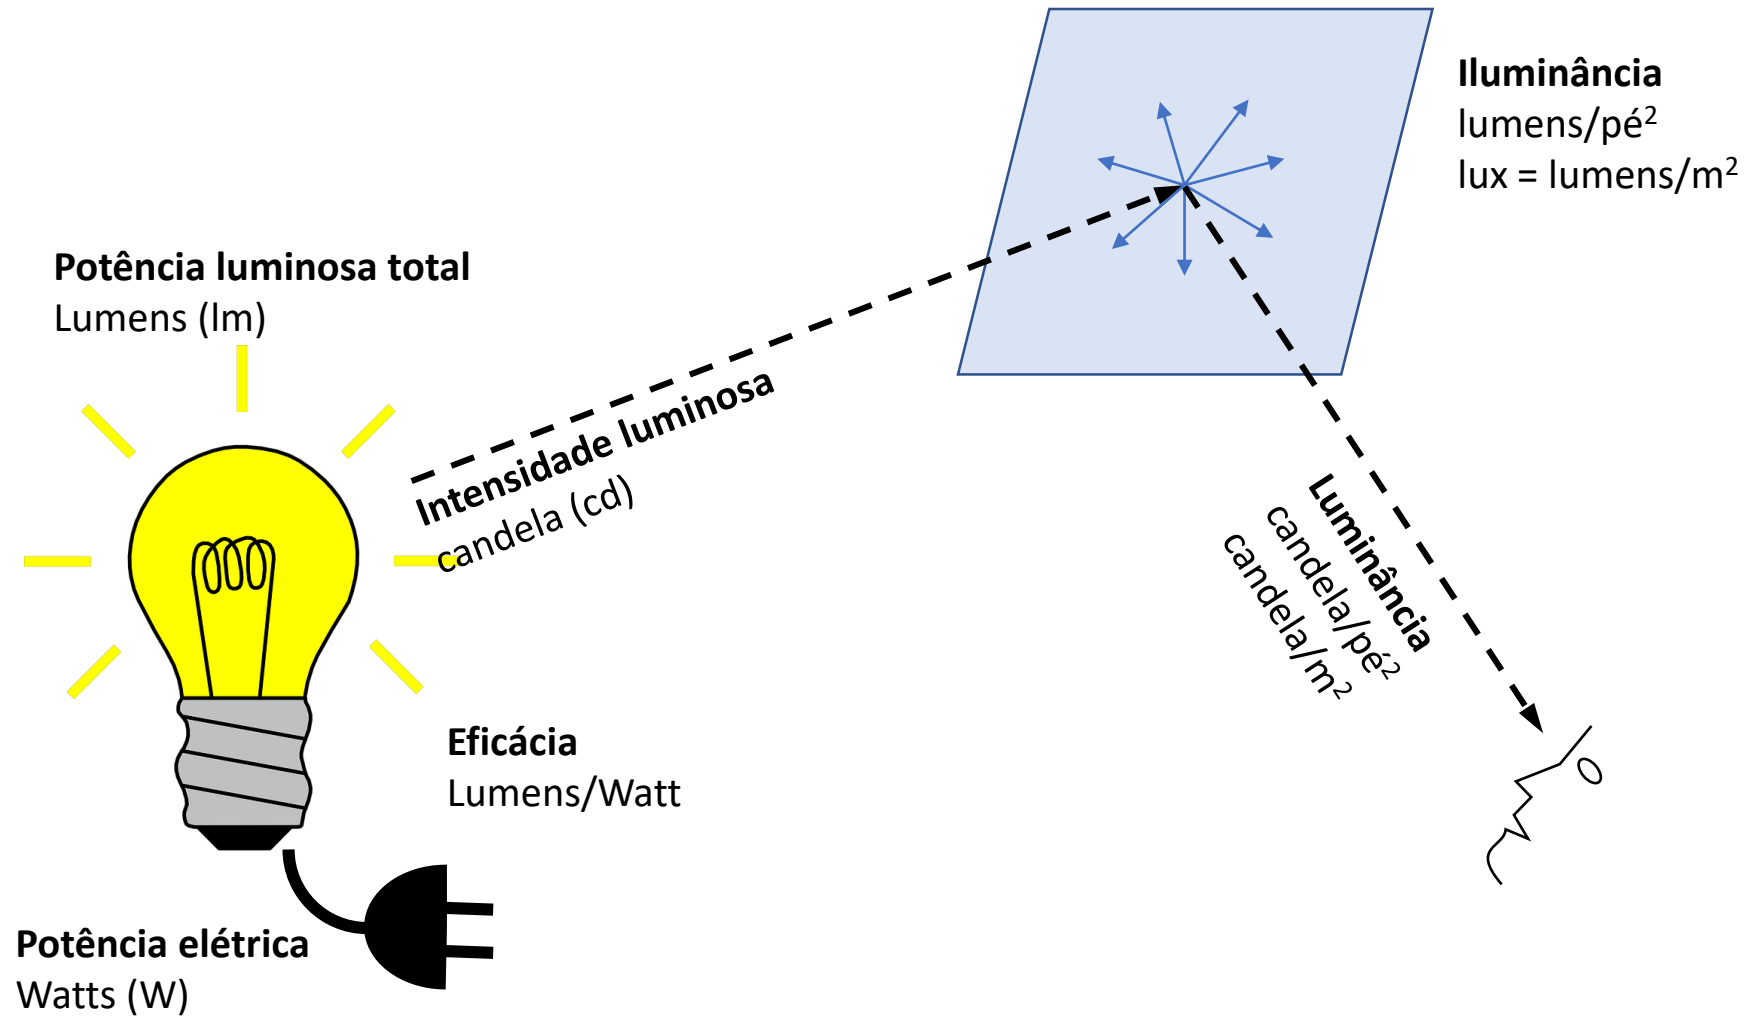 Iluminância
lumens/pé²
lux = lumens/m²
Potência luminosa total
Lumens (lm)
Intensidade luminosa
candela (cd)
Luminância
candela/pé²
candela/m²
Eficácia
Lumens/Watt
Potência elétrica
Watts (W)